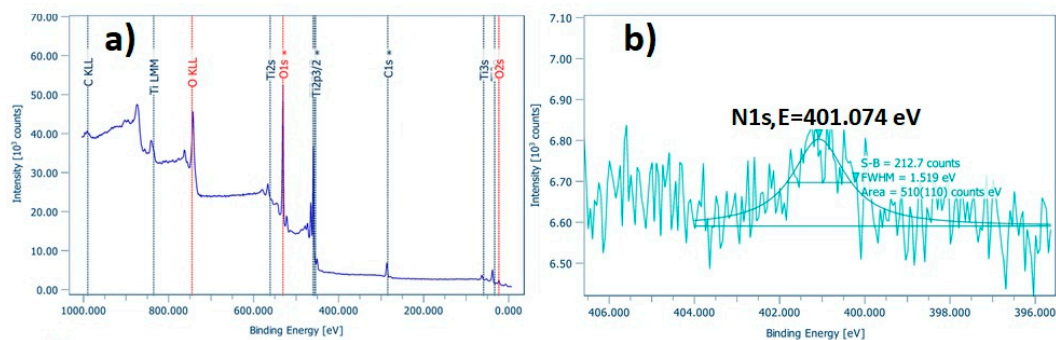 a)
70.00
60.00
50.00
40.00
30.00
20.00
10.00
0.00
Intensity [10³ counts]
C KLL
Ti LMM
O KLL
Ti2s
O1s *
Ti2p3/2 *
C1s *
Ti3s
O2s
1000.000 800.000 600.000 400.000 200.000 0.000
Binding Energy [eV]
b)
7.10
7.00
6.90
6.80
6.70
6.60
6.50
Intensity [10³ counts]
N1s,E=401.074 eV
S-B = 212.7 counts
FWHM = 1.519 eV
Area = 510(110) counts eV
406.000 404.000 402.000 400.000 398.000 396.000
Binding Energy [eV]